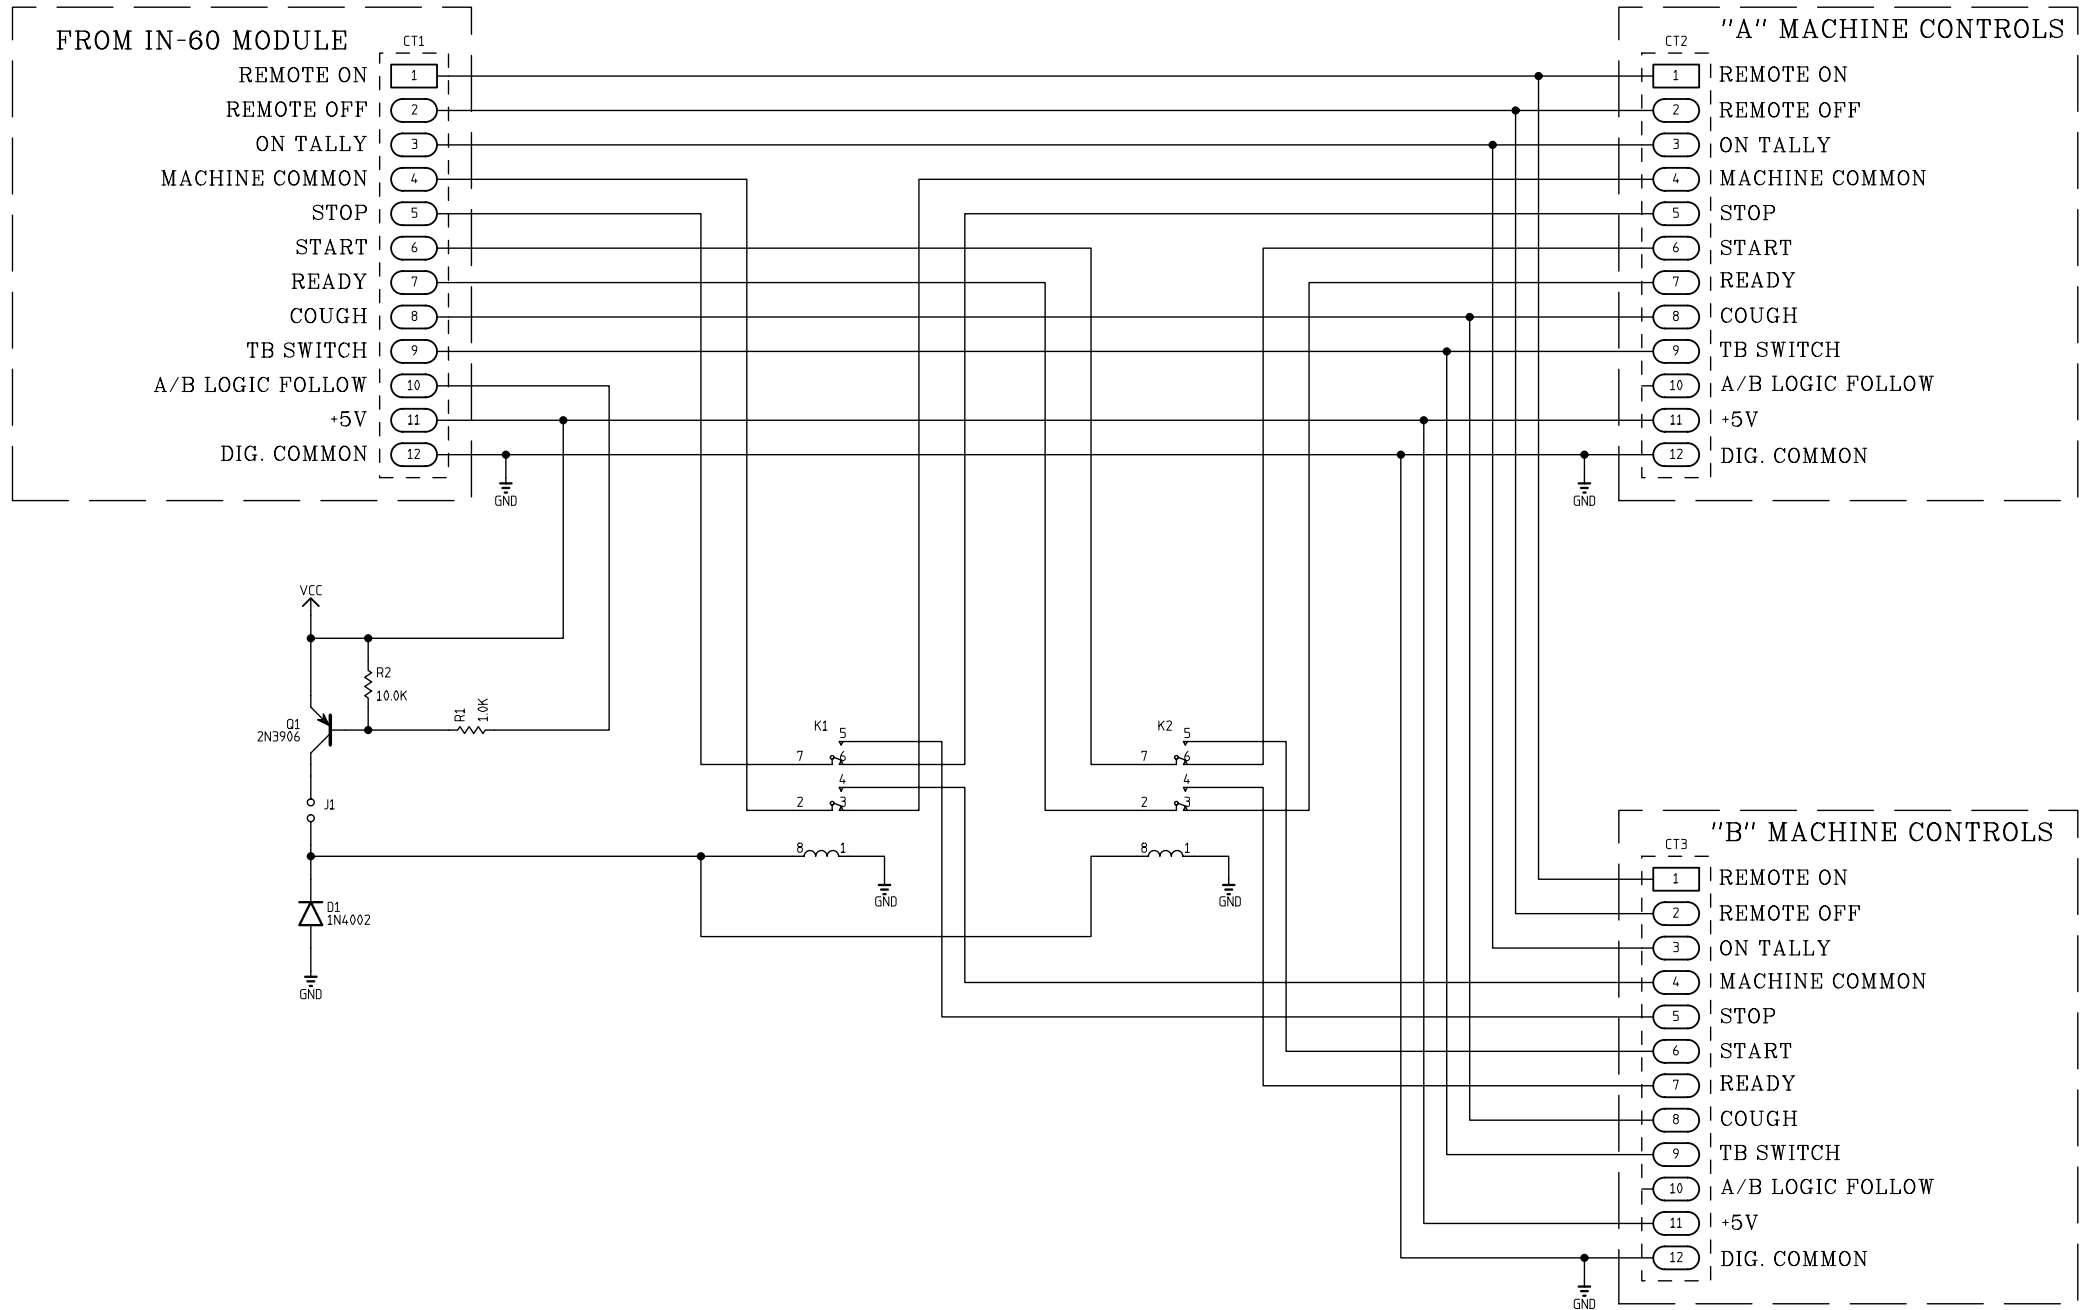 FROM IN-60 MODULE
CT1
REMOTE ON 1
REMOTE OFF 2
ON TALLY 3
MACHINE COMMON 4
STOP 5
START 6
READY 7
COUGH 8
TB SWITCH 9
A/B LOGIC FOLLOW 10
+5V 11
DIG. COMMON 12
GND
"A" MACHINE CONTROLS
CT2
1 REMOTE ON
2 REMOTE OFF
3 ON TALLY
4 MACHINE COMMON
5 STOP
6 START
7 READY
8 COUGH
9 TB SWITCH
10 A/B LOGIC FOLLOW
11 +5V
12 DIG. COMMON
GND
VCC
R2
10.0K
R1
1.0K
Q1
2N3906
J1
D1
1N4002
GND
K1
5
7 6
4
2 3
8 1
GND
K2
5
7 6
4
2 3
8 1
GND
"B" MACHINE CONTROLS
CT3
1 REMOTE ON
2 REMOTE OFF
3 ON TALLY
4 MACHINE COMMON
5 STOP
6 START
7 READY
8 COUGH
9 TB SWITCH
10 A/B LOGIC FOLLOW
11 +5V
12 DIG. COMMON
GND